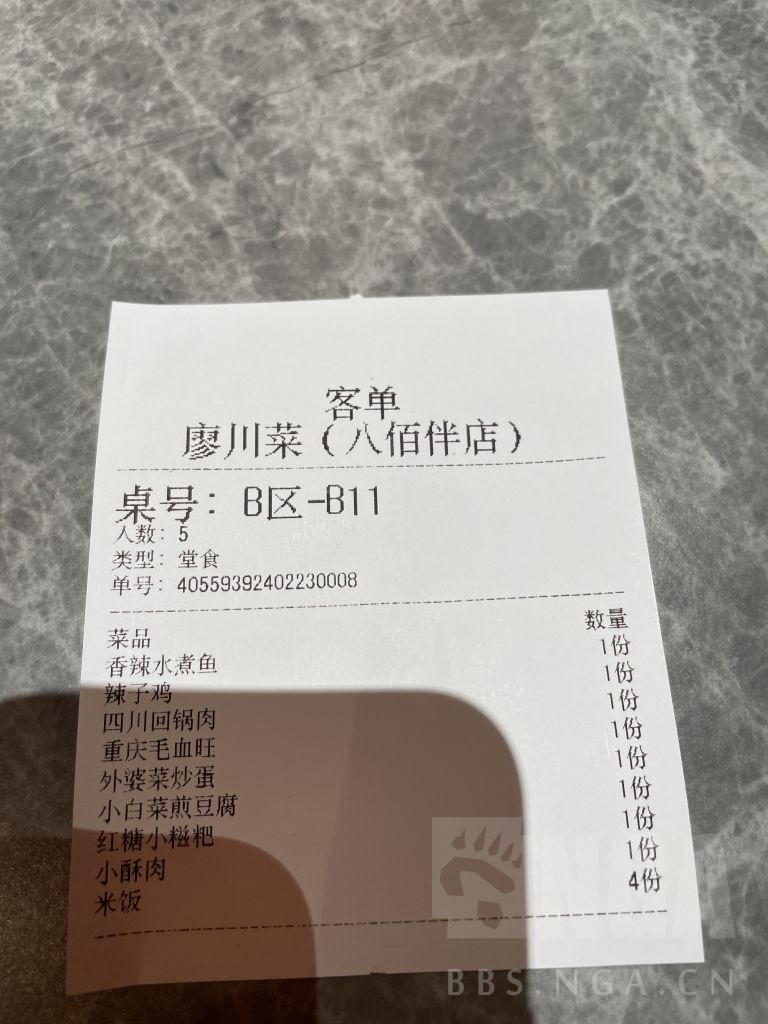 客单
廖川菜(八佰伴店)
桌号: B区-B11
人数: 5
类型: 堂食
单号: 40559392402230008
菜品 数量
香辣水煮鱼 1份
辣子鸡 1份
四川回锅肉 1份
重庆毛血旺 1份
外婆菜炒蛋 1份
小白菜煎豆腐 1份
红糖小糍粑 1份
小酥肉 1份
米饭 4份
NGA
BBS.NGA.CN